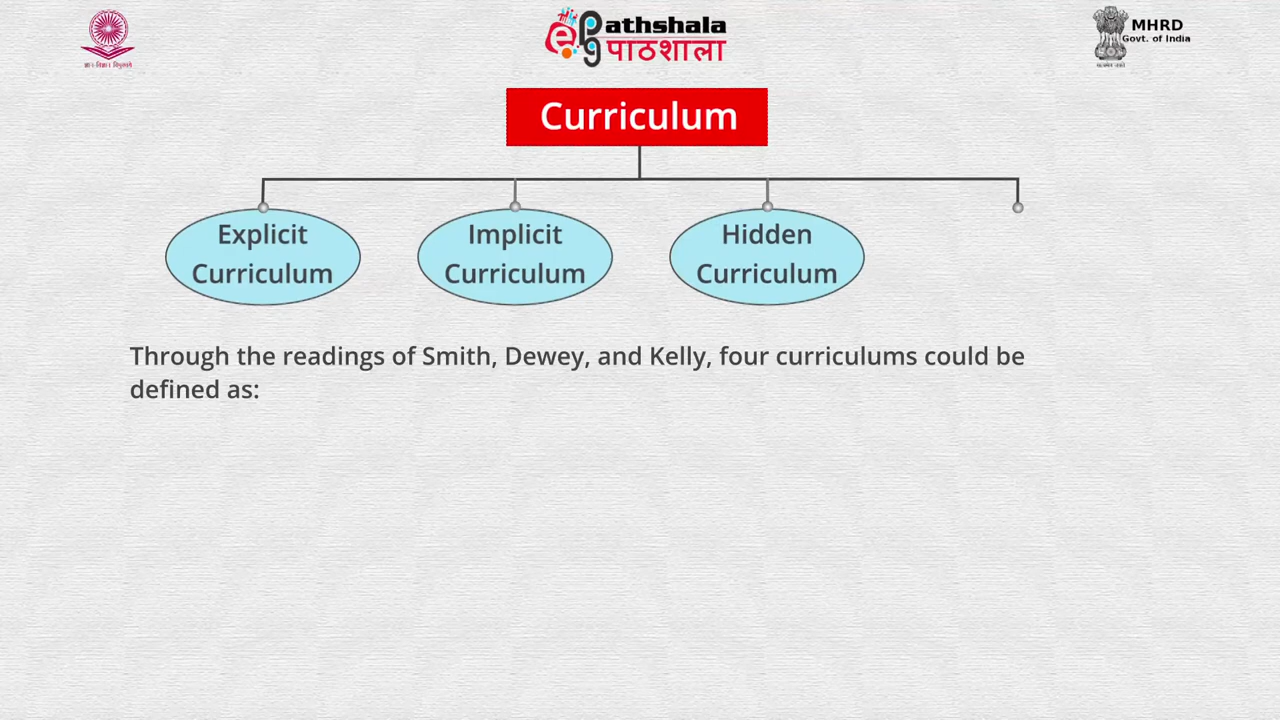 ePathshala
पाठशाला
MHRD
Govt. of India
Curriculum
Explicit
Curriculum
Implicit
Curriculum
Hidden
Curriculum
Through the readings of Smith, Dewey, and Kelly, four curriculums could be
defined as: